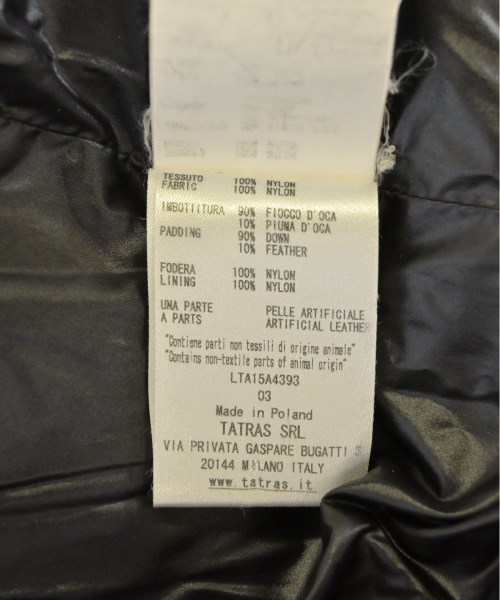 TESSUTO 100% NYLON
FABRIC 100% NYLON
IMBOTTITURA 90% FIOCCO D'OCA
10% PIUMA D'OCA
PADDING 90% DOWN
10% FEATHER
FODERA 100% NYLON
LINING 100% NYLON
UNA PARTE PELLE ARTIFICIALE
A PARTS ARTIFICIAL LEATHER
"Contiene parti non tessili di origine animale"
"Contains non-textile parts of animal origin"
LTA15A4393
03
Made in Poland
TATRAS SRL
VIA PRIVATA GASPARE BUGATTI 3
20144 MILANO ITALY
www.tatras.it